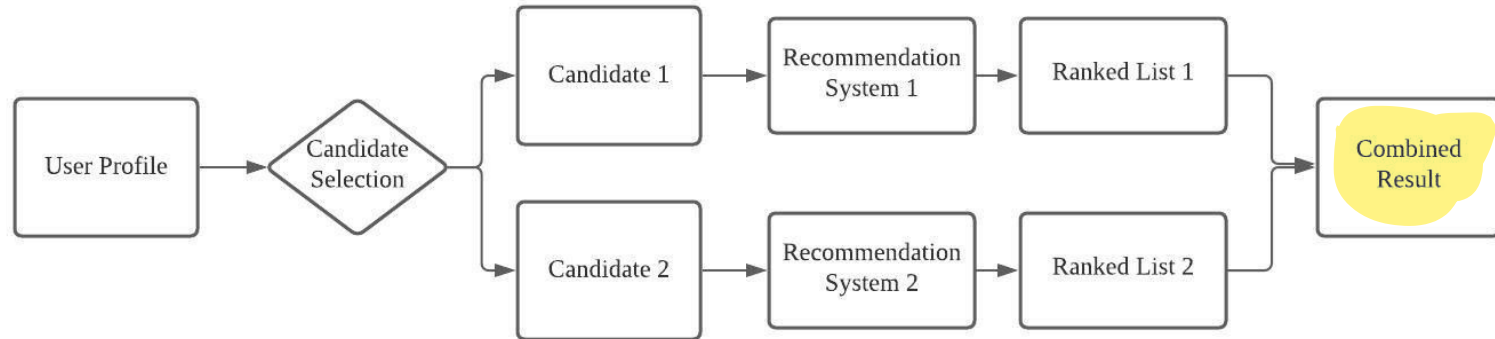 User Profile
Candidate
Selection
Candidate 1
Recommendation
System 1
Ranked List 1
Candidate 2
Recommendation
System 2
Ranked List 2
Combined
Result